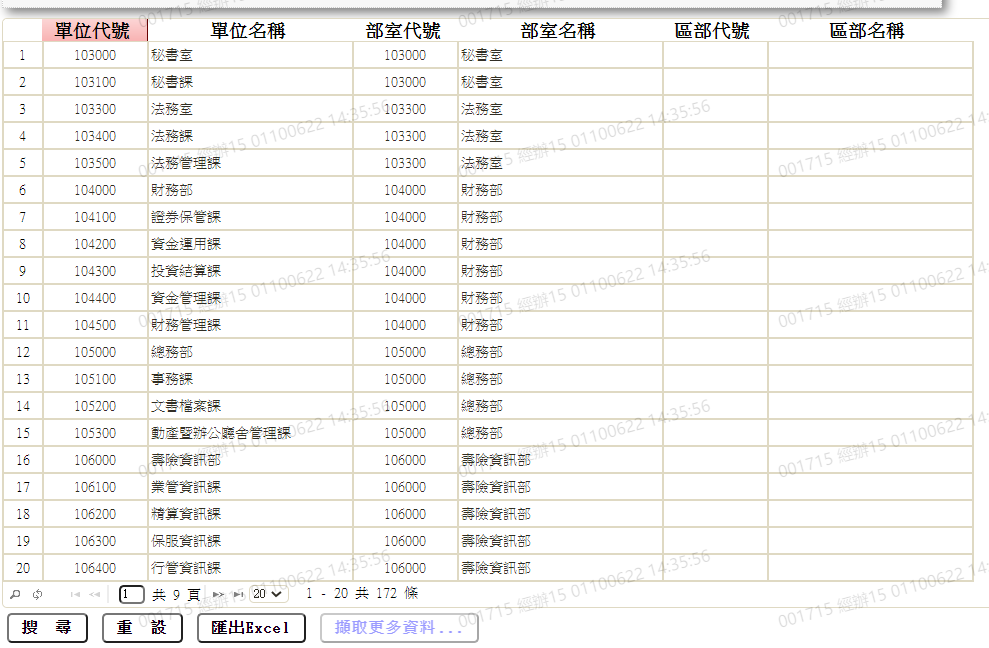 單位代號 單位名稱 部室代號 部室名稱 區部代號 區部名稱
1 103000 秘書室 103000 秘書室
2 103100 秘書課 103000 秘書室
3 103300 法務室 103300 法務室
4 103400 法務課 103300 法務室
5 103500 法務管理課 103300 法務室
6 104000 財務部 104000 財務部
7 104100 證券保管課 104000 財務部
8 104200 資金運用課 104000 財務部
9 104300 投資結算課 104000 財務部
10 104400 資金管理課 104000 財務部
11 104500 財務管理課 104000 財務部
12 105000 總務部 105000 總務部
13 105100 事務課 105000 總務部
14 105200 文書檔案課 105000 總務部
15 105300 動產暨辦公廳舍管理課 105000 總務部
16 106000 壽險資訊部 106000 壽險資訊部
17 106100 業管資訊課 106000 壽險資訊部
18 106200 精算資訊課 106000 壽險資訊部
19 106300 保服資訊課 106000 壽險資訊部
20 106400 行管資訊課 106000 壽險資訊部
1 共 9 頁 20 1 - 20 共 172 條
搜 尋 重 設 匯出Excel 擷取更多資料...
001715 經辦15 01100622 14:35:56